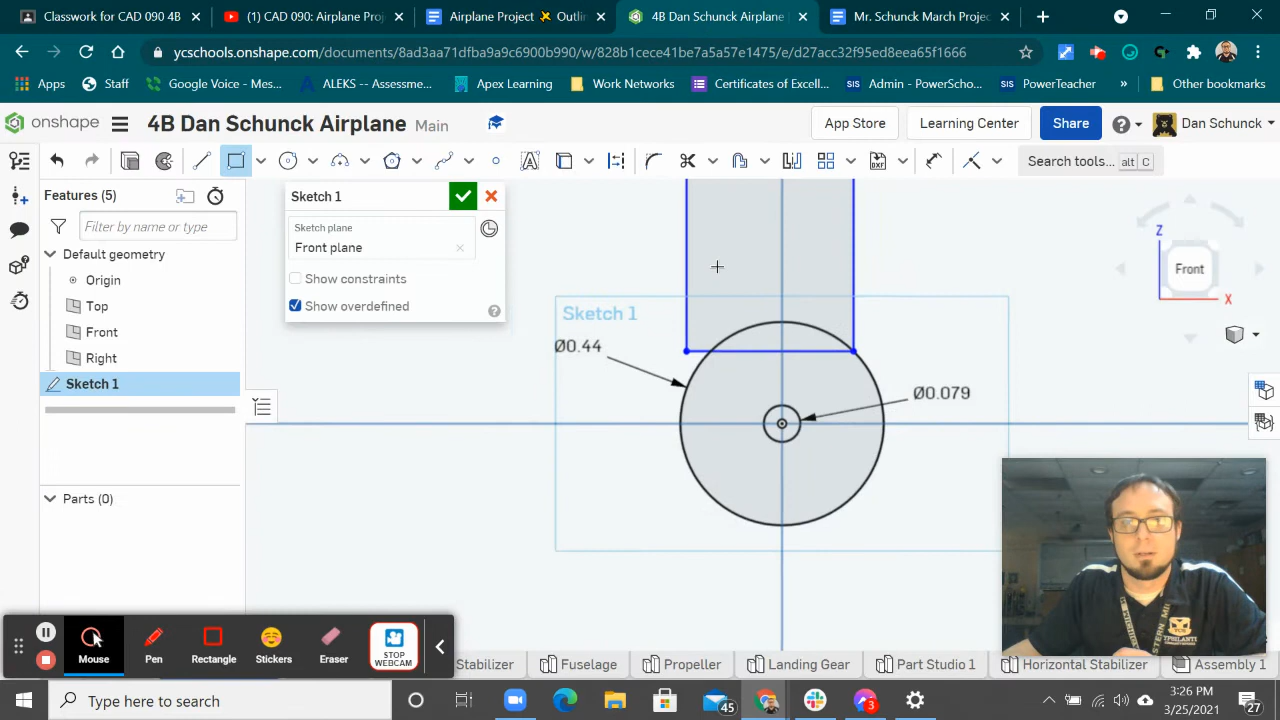 Classwork for CAD 090 4B
(1) CAD 090: Airplane Proj
Airplane Project ✈ Outlin
4B Dan Schunck Airplane
Mr. Schunck March Projec
ycschools.onshape.com/documents/8ad3aa71dfba9a9c6900b990/w/828b1cece41be7a5a57e1475/e/d27acc32f95ed8eea65f1666
Apps
Staff
Google Voice - Mes...
ALEKS -- Assessme...
Apex Learning
Work Networks
Certificates of Excell...
SIS
Admin - PowerScho...
SIS
PowerTeacher
»
Other bookmarks
onshape
4B Dan Schunck Airplane
Main
App Store
Learning Center
Share
Dan Schunck
Search tools...
alt
C
Features (5)
Filter by name or type
Default geometry
Origin
Top
Front
Right
Sketch 1
Parts (0)
Sketch 1
Sketch plane
Front plane
Show constraints
Show overdefined
Sketch 1
Ø0.44
Ø0.079
Z
Front
X
Mouse
Pen
Rectangle
Stickers
Eraser
STOP
WEBCAM
Stabilizer
Fuselage
Propeller
Landing Gear
Part Studio 1
Horizontal Stabilizer
Assembly 1
Type here to search
45
3
3:26 PM
3/25/2021
27